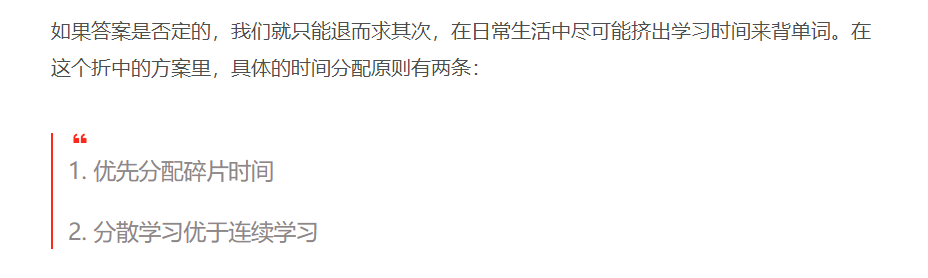 如果答案是否定的，我们就只能退而求其次，在日常生活中尽可能挤出学习时间来背单词。在
这个折中的方案里，具体的时间分配原则有两条：
“
1. 优先分配碎片时间
2. 分散学习优于连续学习